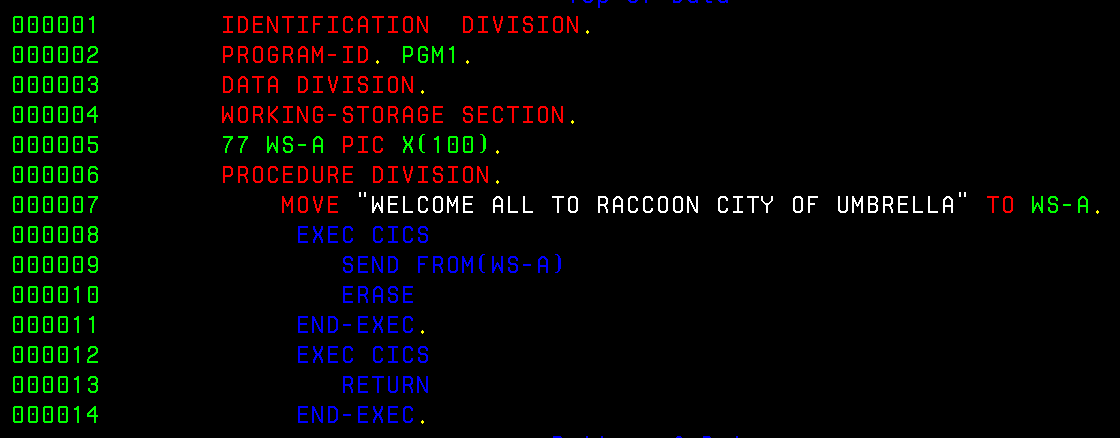 000001 IDENTIFICATION DIVISION.
000002 PROGRAM-ID. PGM1.
000003 DATA DIVISION.
000004 WORKING-STORAGE SECTION.
000005 77 WS-A PIC X(100).
000006 PROCEDURE DIVISION.
000007 MOVE "WELCOME ALL TO RACCOON CITY OF UMBRELLA" TO WS-A.
000008 EXEC CICS
000009 SEND FROM(WS-A)
000010 ERASE
000011 END-EXEC.
000012 EXEC CICS
000013 RETURN
000014 END-EXEC.